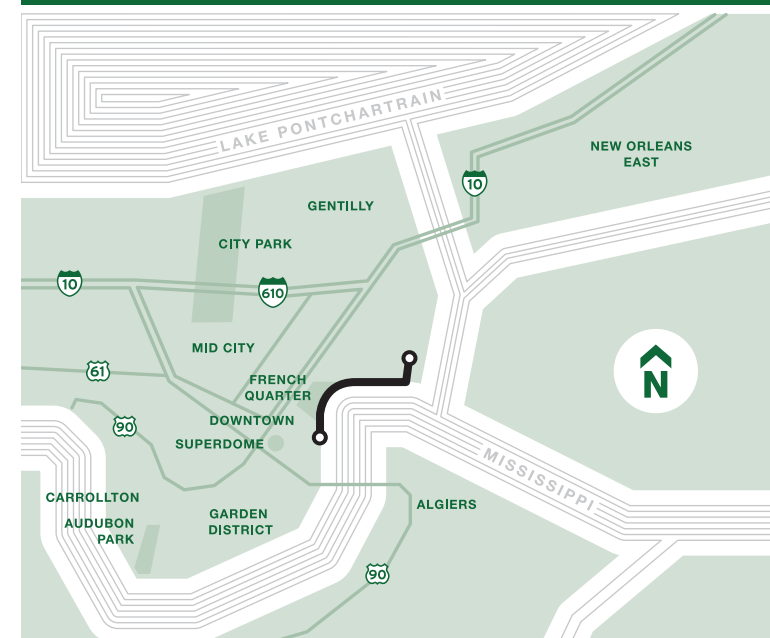 LAKE PONTCHARTRAIN
NEW ORLEANS
EAST
10
GENTILLY
CITY PARK
10
610
MID CITY
61
N
FRENCH
QUARTER
DOWNTOWN
90
SUPERDOME
MISSISSIPPI
CARROLLTON
ALGIERS
AUDUBON
PARK
GARDEN
DISTRICT
90